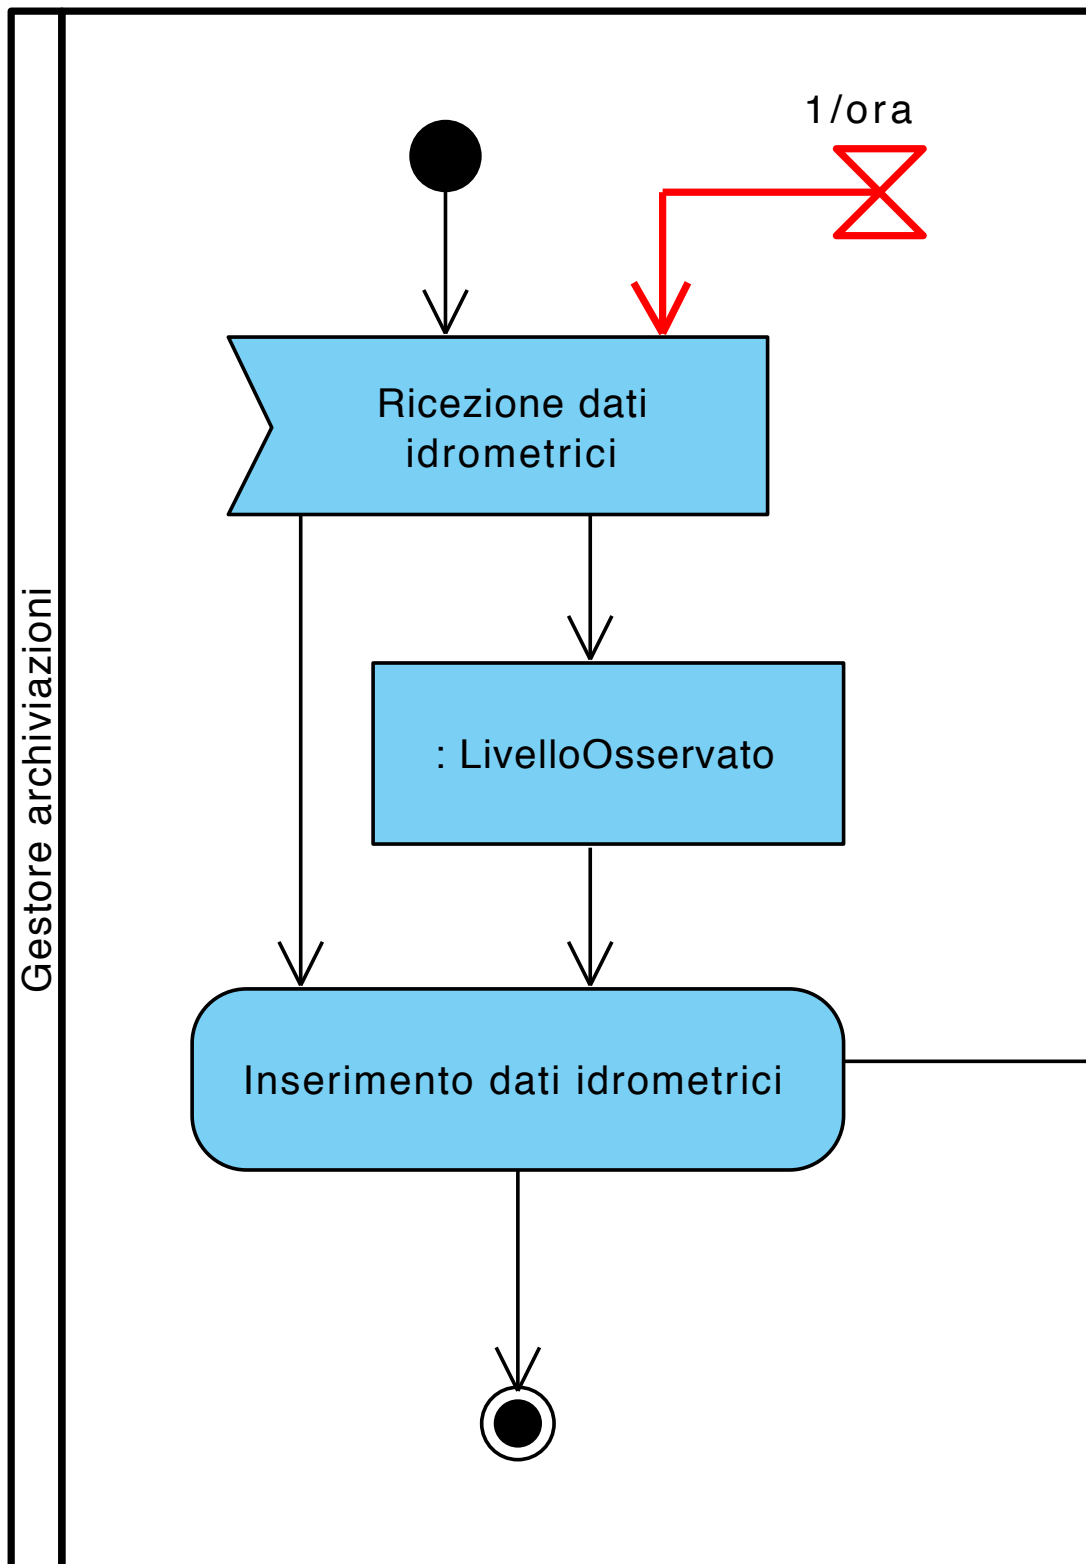 1/ora
Ricezione dati
idrometrici
: LivelloOsservato
Gestore archiviazioni
Inserimento dati idrometrici